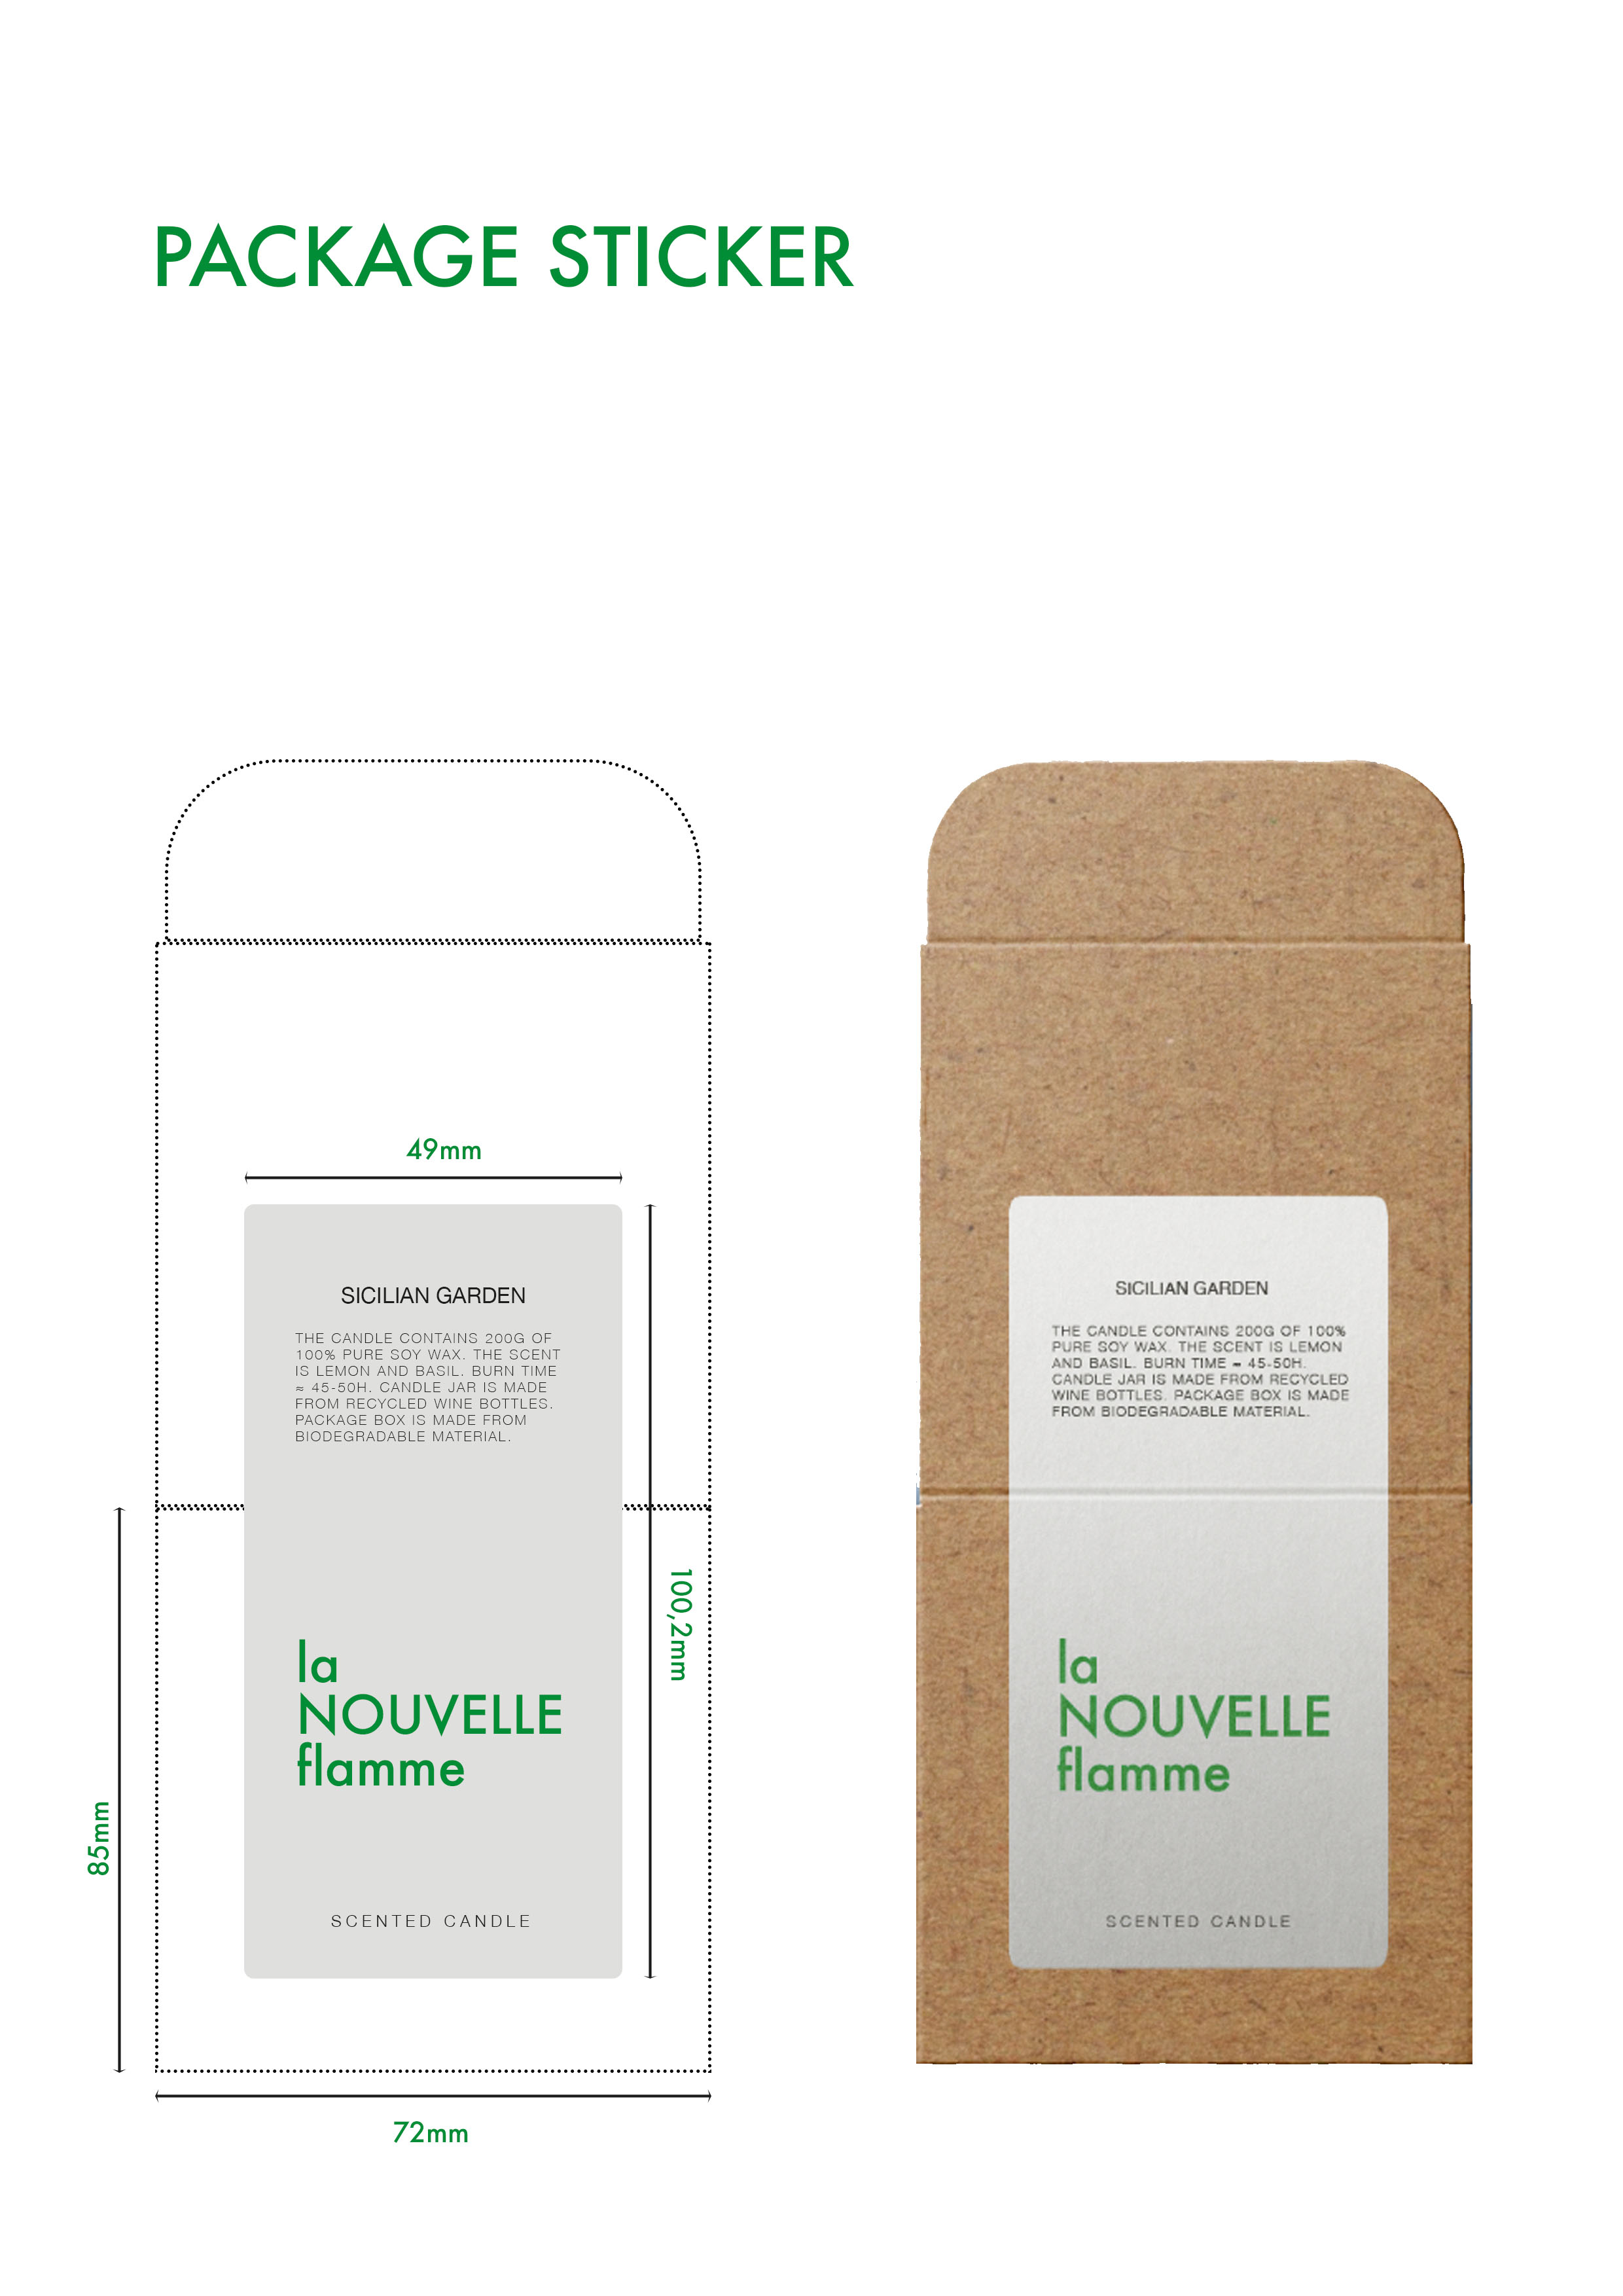 PACKAGE STICKER
49mm
SICILIAN GARDEN
THE CANDLE CONTAINS 200G OF
100% PURE SOY WAX. THE SCENT
IS LEMON AND BASIL. BURN TIME
≈ 45-50H. CANDLE JAR IS MADE
FROM RECYCLED WINE BOTTLES.
PACKAGE BOX IS MADE FROM
BIODEGRADABLE MATERIAL.
la
NOUVELLE
flamme
SCENTED CANDLE
100,2mm
85mm
72mm
SICILIAN GARDEN
THE CANDLE CONTAINS 200G OF 100%
PURE SOY WAX. THE SCENT IS LEMON
AND BASIL. BURN TIME ≈ 45-50H.
CANDLE JAR IS MADE FROM RECYCLED
WINE BOTTLES. PACKAGE BOX IS MADE
FROM BIODEGRADABLE MATERIAL.
la
NOUVELLE
flamme
SCENTED CANDLE